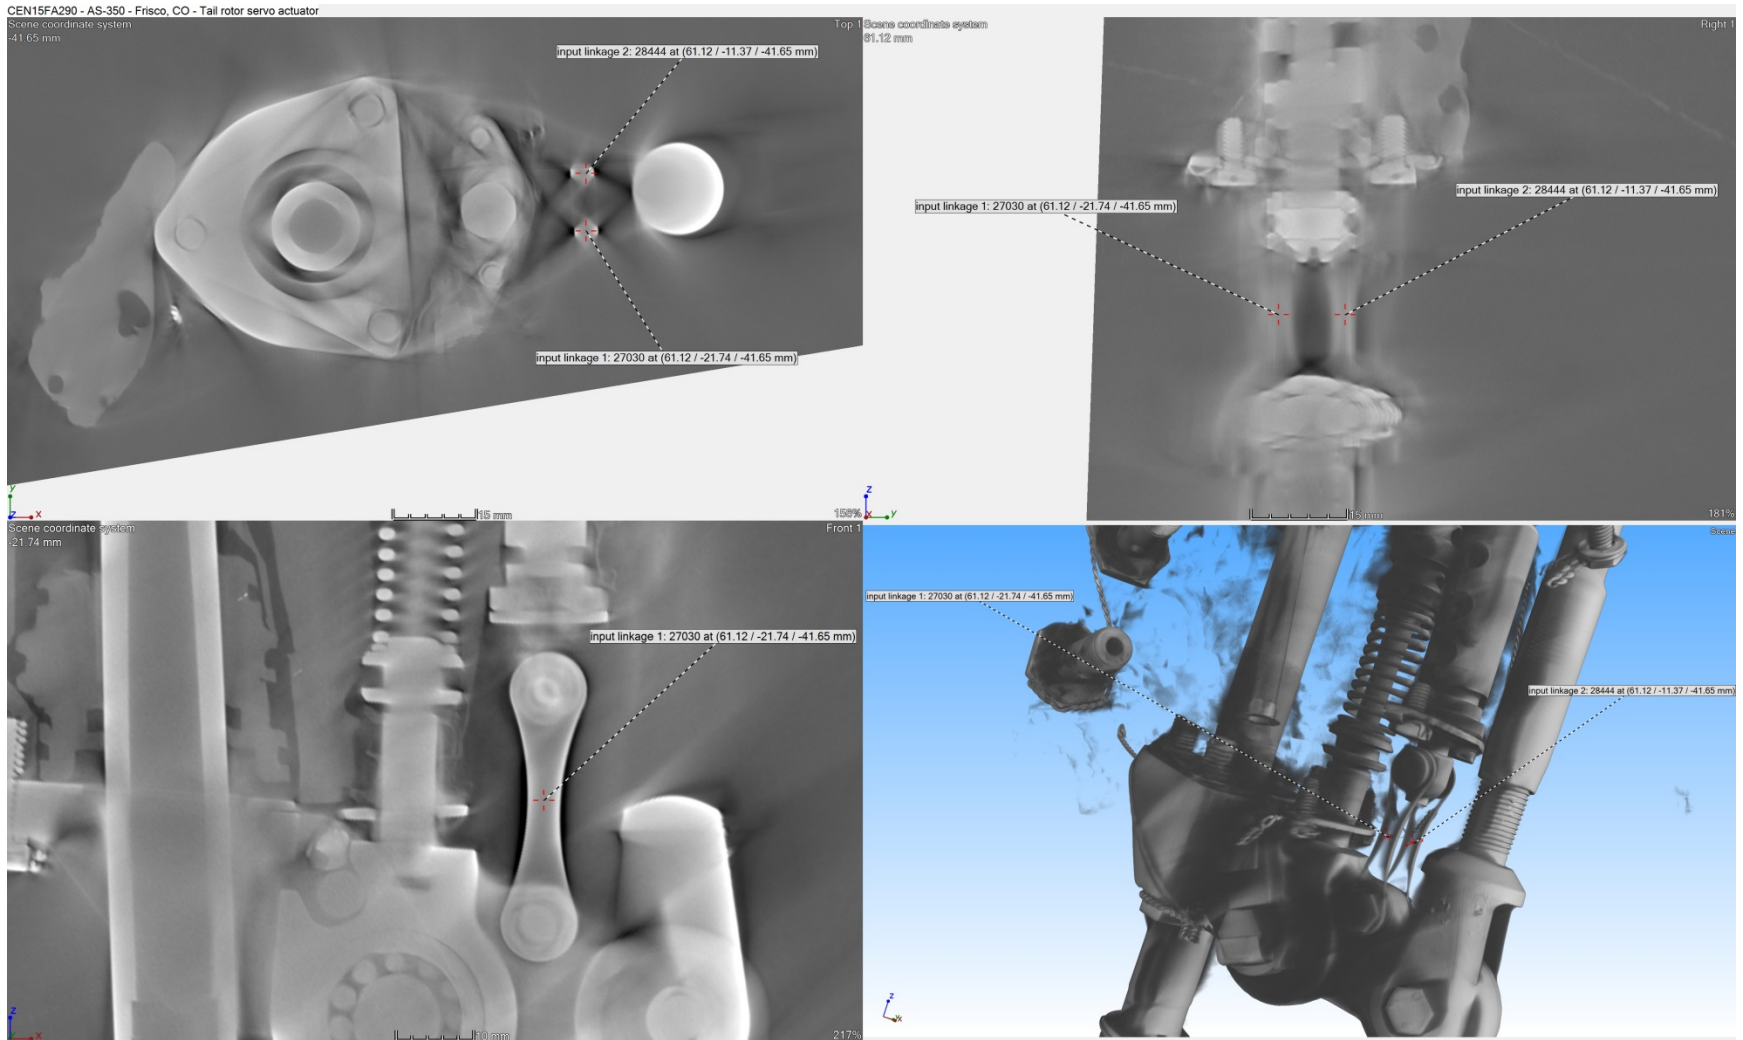 CEN15FA290 - AS-350 - Frisco, CO - Tail rotor servo actuator
Scene coordinate system
-41.65 mm
Top 1
input linkage 2: 28444 at (61.12 / -11.37 / -41.65 mm)
input linkage 1: 27030 at (61.12 / -21.74 / -41.65 mm)
y
z
x
15 mm
156%
Scene coordinate system
61.12 mm
Right 1
input linkage 2: 28444 at (61.12 / -11.37 / -41.65 mm)
input linkage 1: 27030 at (61.12 / -21.74 / -41.65 mm)
z
x
y
15 mm
181%
Scene coordinate system
-21.74 mm
Front 1
input linkage 1: 27030 at (61.12 / -21.74 / -41.65 mm)
z
x
10 mm
217%
Scene
input linkage 1: 27030 at (61.12 / -21.74 / -41.65 mm)
input linkage 2: 28444 at (61.12 / -11.37 / -41.65 mm)
z